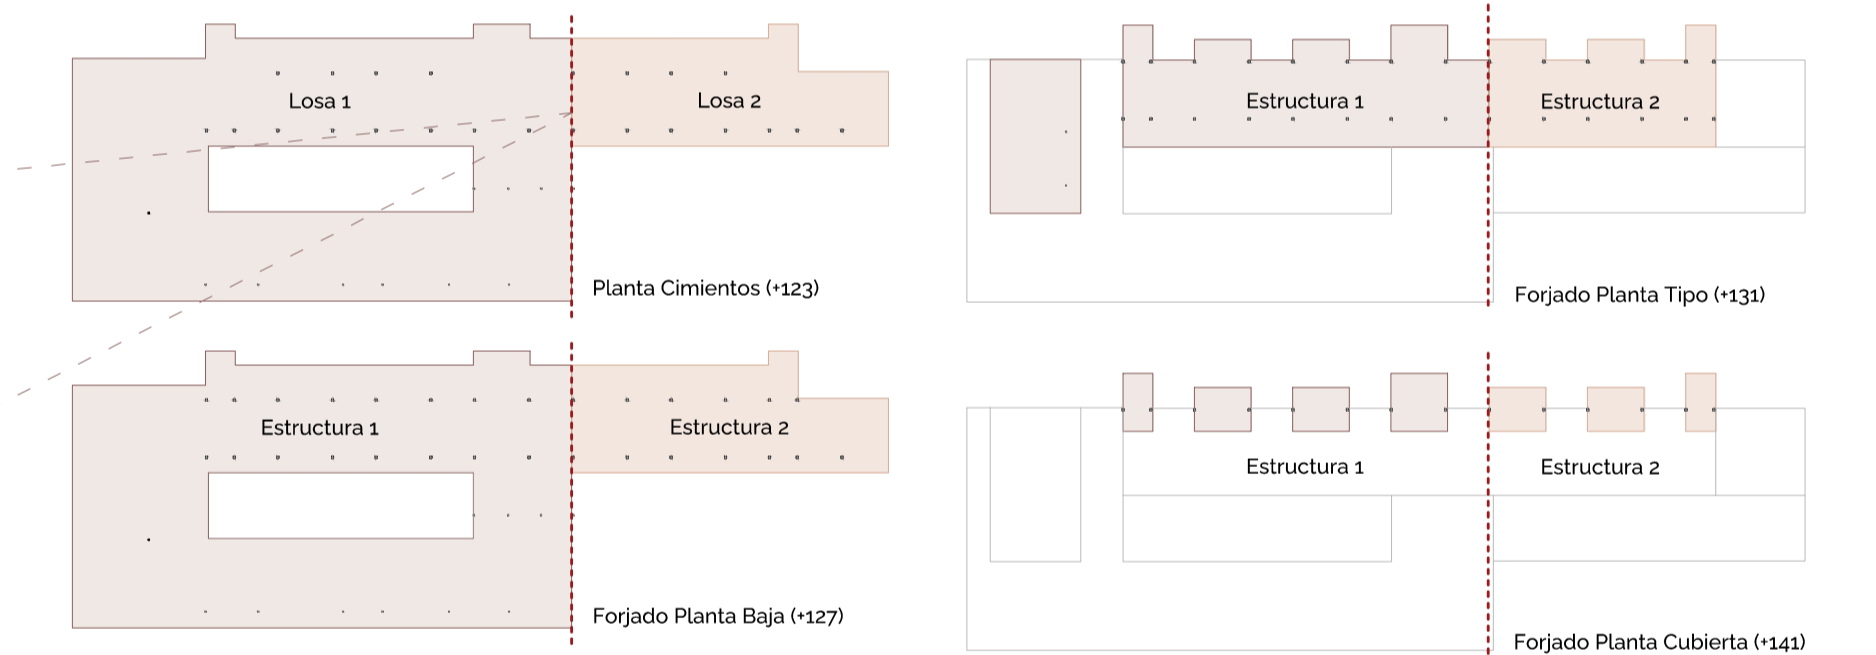 Losa 1
Losa 2
Planta Cimientos (+123)
Estructura 1
Estructura 2
Forjado Planta Baja (+127)
Estructura 1
Estructura 2
Forjado Planta Tipo (+131)
Estructura 1
Estructura 2
Forjado Planta Cubierta (+141)